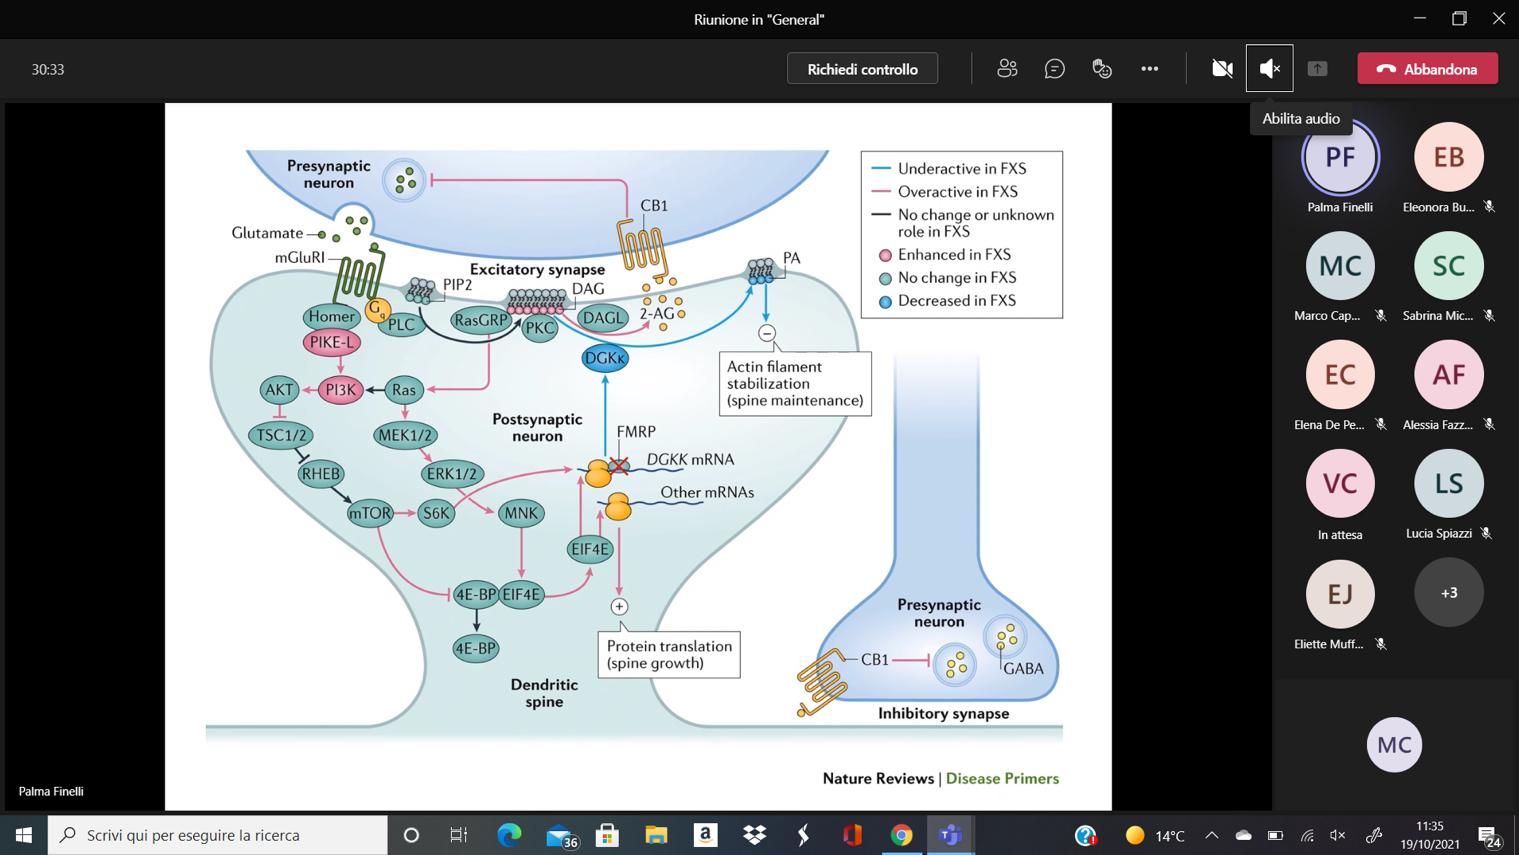 Riunione in "General"
30:33
Richiedi controllo
Abbandona
Abilita audio
Presynaptic
neuron
Glutamate
mGluRI
CB1
Excitatory synapse
PIP2
DAG
PA
Gq
PLC
RasGRP
PKC
DAGL
2-AG
Homer
PIKE-L
DGKκ
AKT
PI3K
Ras
Actin filament
stabilization
(spine maintenance)
Postsynaptic
neuron
TSC1/2
MEK1/2
FMRP
DGKK mRNA
RHEB
ERK1/2
Other mRNAs
mTOR
S6K
MNK
EIF4E
4E-BP
EIF4E
4E-BP
Protein translation
(spine growth)
Dendritic
spine
Underactive in FXS
Overactive in FXS
No change or unknown
role in FXS
Enhanced in FXS
No change in FXS
Decreased in FXS
Presynaptic
neuron
CB1
GABA
Inhibitory synapse
Nature Reviews | Disease Primers
Palma Finelli
PF
Palma Finelli
EB
Eleonora Bu...
MC
Marco Cap...
SC
Sabrina Mic...
EC
Elena De Pe...
AF
Alessia Fazz...
VC
In attesa
LS
Lucia Spiazzi
EJ
Eliette Muff...
+3
MC
Scrivi qui per eseguire la ricerca
36
14°C
11:35
19/10/2021
24